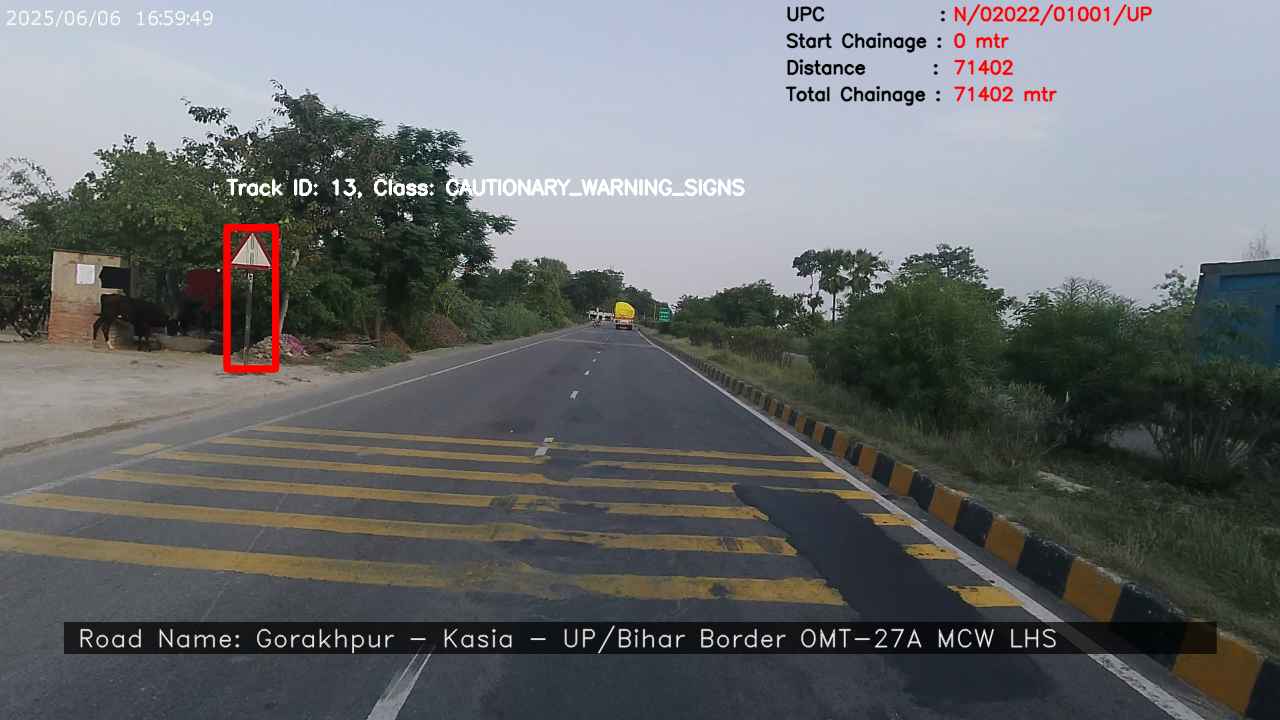 2025/06/06 16:59:49
UPC : N/02022/01001/UP
Start Chainage : 0 mtr
Distance : 71402
Total Chainage : 71402 mtr
Track ID: 13, Class: CAUTIONARY_WARNING_SIGNS
Road Name: Gorakhpur - Kasia - UP/Bihar Border OMT-27A MCW LHS